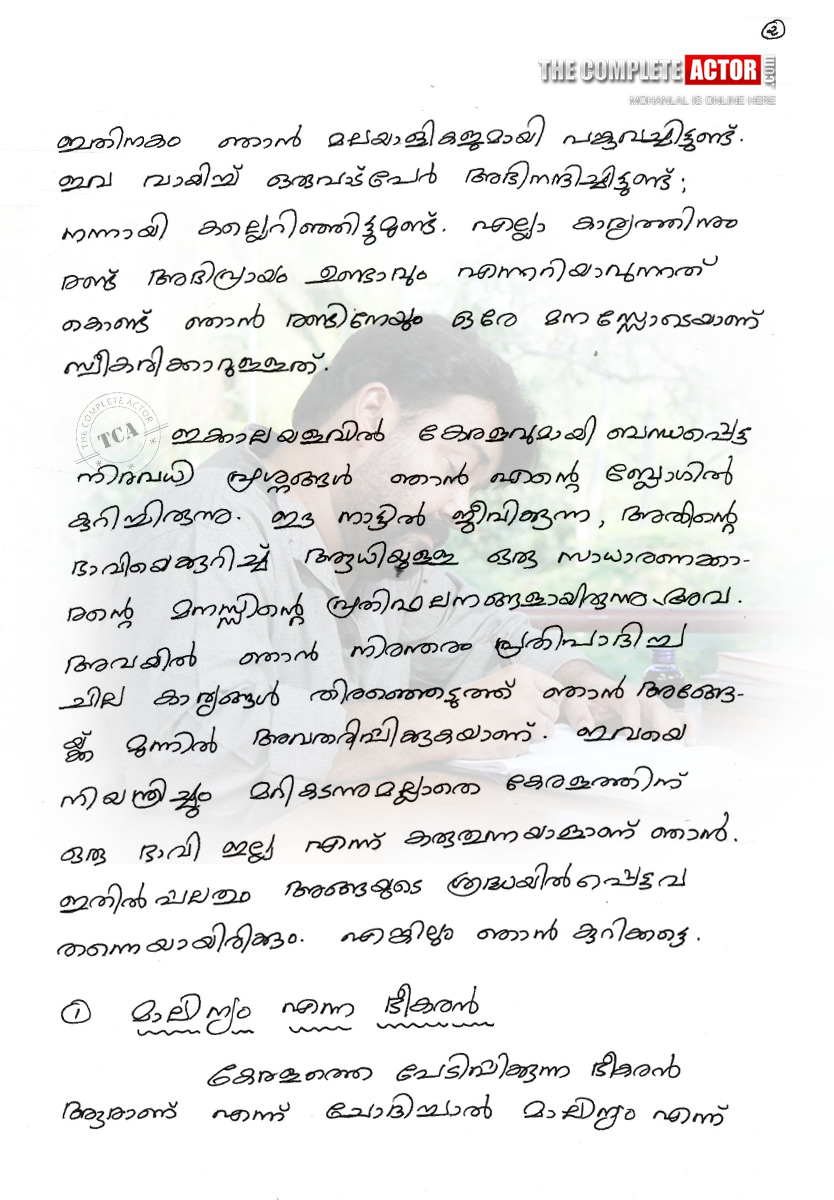 2
THE COMPLETE ACTOR.com
MOHANLAL IS ONLINE HERE
ഇതിനകം ഞാൻ മലയാളികളുമായി പങ്കുവച്ചിട്ടുണ്ട്.
ഇവ വായിച്ച് ഒരുപാട്പേർ അഭിനന്ദിച്ചിട്ടുണ്ട്;
നന്നായി കല്ലെറിഞ്ഞിട്ടുമുണ്ട്. എല്ലാ കാര്യത്തിനും
രണ്ട് അഭിപ്രായം ഉണ്ടാവും എന്നറിയാവുന്നത്
കൊണ്ട് ഞാൻ രണ്ടിനേയും ഒരേ മനസ്സോടെയാണ്
സ്വീകരിക്കാറുള്ളത്.
THE COMPLETE ACTOR
TCA
ഇക്കാലയളവിൽ കേരളവുമായി ബന്ധപ്പെട്ട
നിരവധി പ്രശ്നങ്ങൾ ഞാൻ എന്റെ ബ്ലോഗിൽ
കുറിച്ചിരുന്നു. ഈ നാട്ടിൽ ജീവിക്കുന്ന, അതിന്റെ
ഭാവിയെക്കുറിച്ച് ആധിയുള്ള ഒരു സാധാരണക്കാ-
രന്റെ മനസ്സിന്റെ പ്രതിഫലനങ്ങളായിരുന്നു അവ.
അവയിൽ ഞാൻ നിരന്തരം പ്രതിപാദിച്ച
ചില കാര്യങ്ങൾ തിരഞ്ഞെടുത്ത് ഞാൻ അങ്ങേ-
യ്ക്ക് മുന്നിൽ അവതരിപ്പിക്കുകയാണ്. ഇവയെ
നിയന്ത്രിച്ചും മറികടന്നുമല്ലാതെ കേരളത്തിന്
ഒരു ഭാവി ഇല്ല എന്ന് കരുതുന്നയാളാണ് ഞാൻ.
ഇതിൽ പലതും അങ്ങയുടെ ശ്രദ്ധയിൽപ്പെട്ടവ
തന്നെയായിരിക്കും. എങ്കിലും ഞാൻ കുറിക്കട്ടെ.
1 മാലിന്യം എന്ന ഭീകരൻ
കേരളത്തെ പേടിപ്പിക്കുന്ന ഭീകരൻ
ആരാണ് എന്ന് ചോദിച്ചാൽ മാലിന്യം എന്ന്